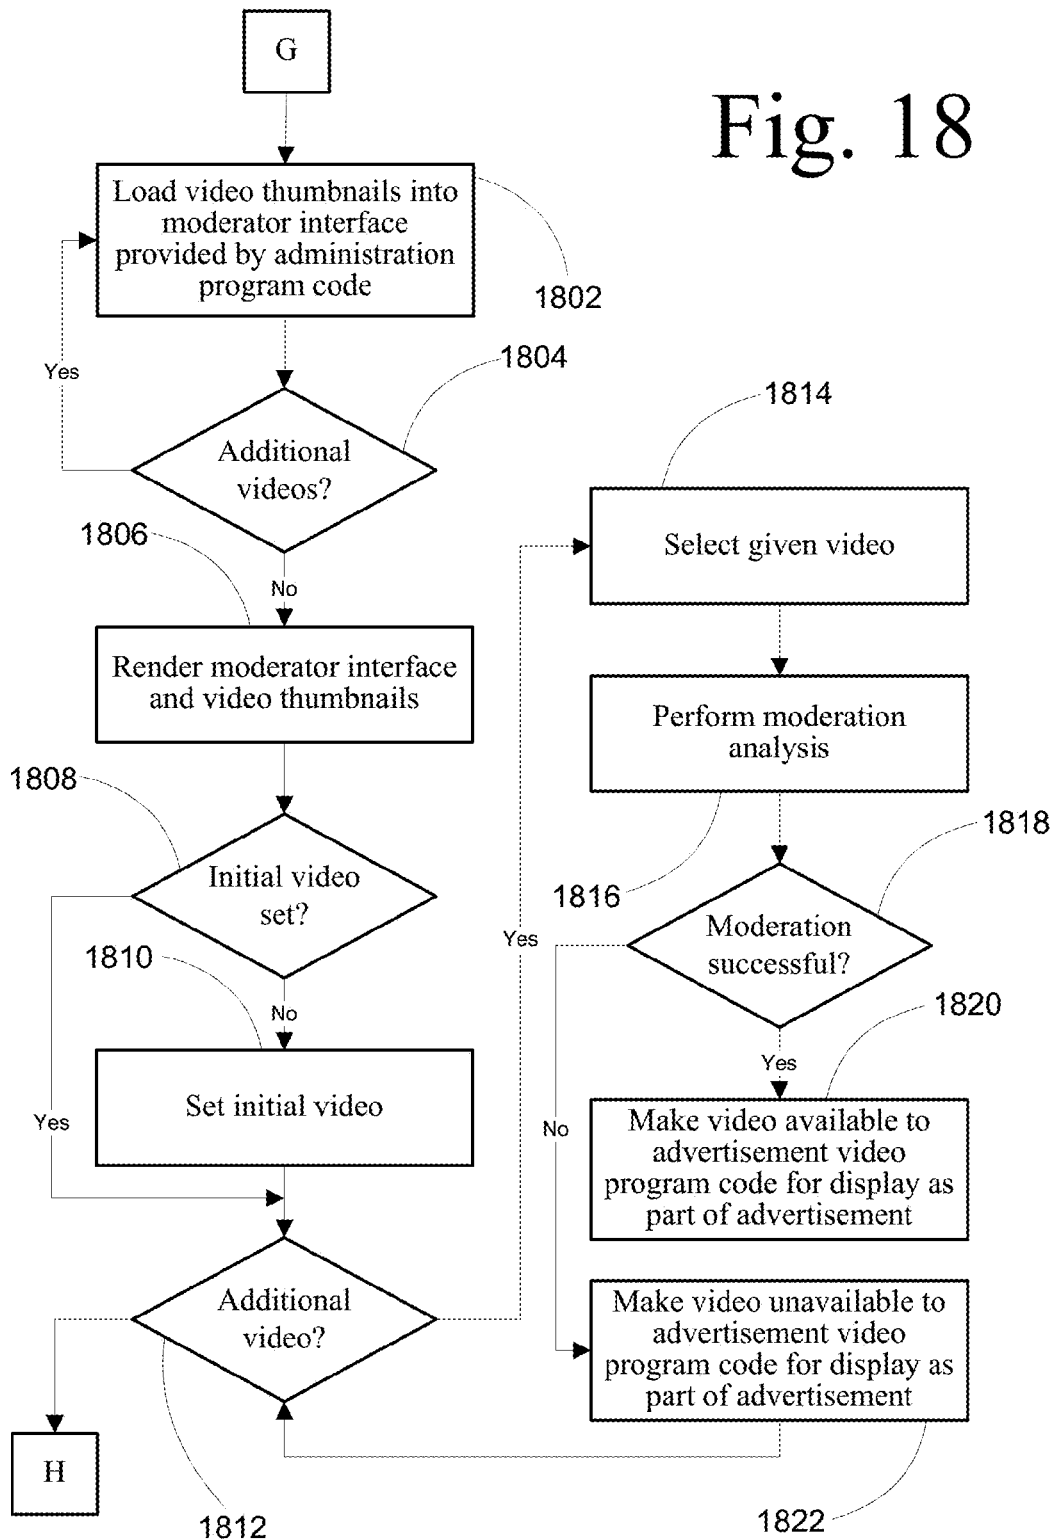 G
Fig. 18
Load video thumbnails into
moderator interface
provided by administration
program code
1802
Yes
1804
Additional
videos?
1806
No
Render moderator interface
and video thumbnails
1808
Initial video
set?
1810
No
Set initial video
Yes
Additional
video?
H
1812
Yes
1814
Select given video
Perform moderation
analysis
1816
1818
Moderation
successful?
1820
Yes
No
Make video available to
advertisement video
program code for display as
part of advertisement
Make video unavailable to
advertisement video
program code for display as
part of advertisement
1822